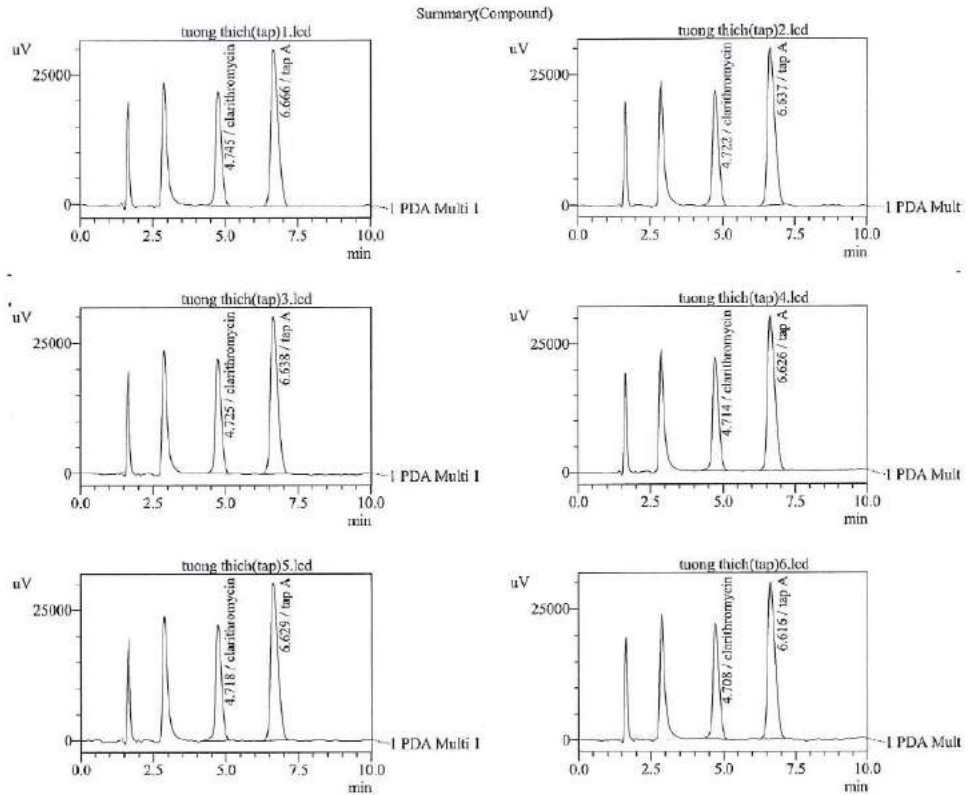 Summary(Compound)
tuong thich(tap)1.lcd
uV
25000
0
4.745 / clarithromycin
6.666 / tap A
1 PDA Multi 1
0.0 2.5 5.0 7.5 10.0
min
tuong thich(tap)2.lcd
uV
25000
0
4.722 / clarithromycin
6.637 / tap A
1 PDA Mult
0.0 2.5 5.0 7.5 10.0
min
tuong thich(tap)3.lcd
uV
25000
0
4.725 / clarithromycin
6.638 / tap A
1 PDA Multi 1
0.0 2.5 5.0 7.5 10.0
min
tuong thich(tap)4.lcd
uV
25000
0
4.714 / clarithromycin
6.626 / tap A
1 PDA Mult
0.0 2.5 5.0 7.5 10.0
min
tuong thich(tap)5.lcd
uV
25000
0
4.718 / clarithromycin
6.629 / tap A
1 PDA Multi 1
0.0 2.5 5.0 7.5 10.0
min
tuong thich(tap)6.lcd
uV
25000
0
4.708 / clarithromycin
6.616 / tap A
1 PDA Mult
0.0 2.5 5.0 7.5 10.0
min